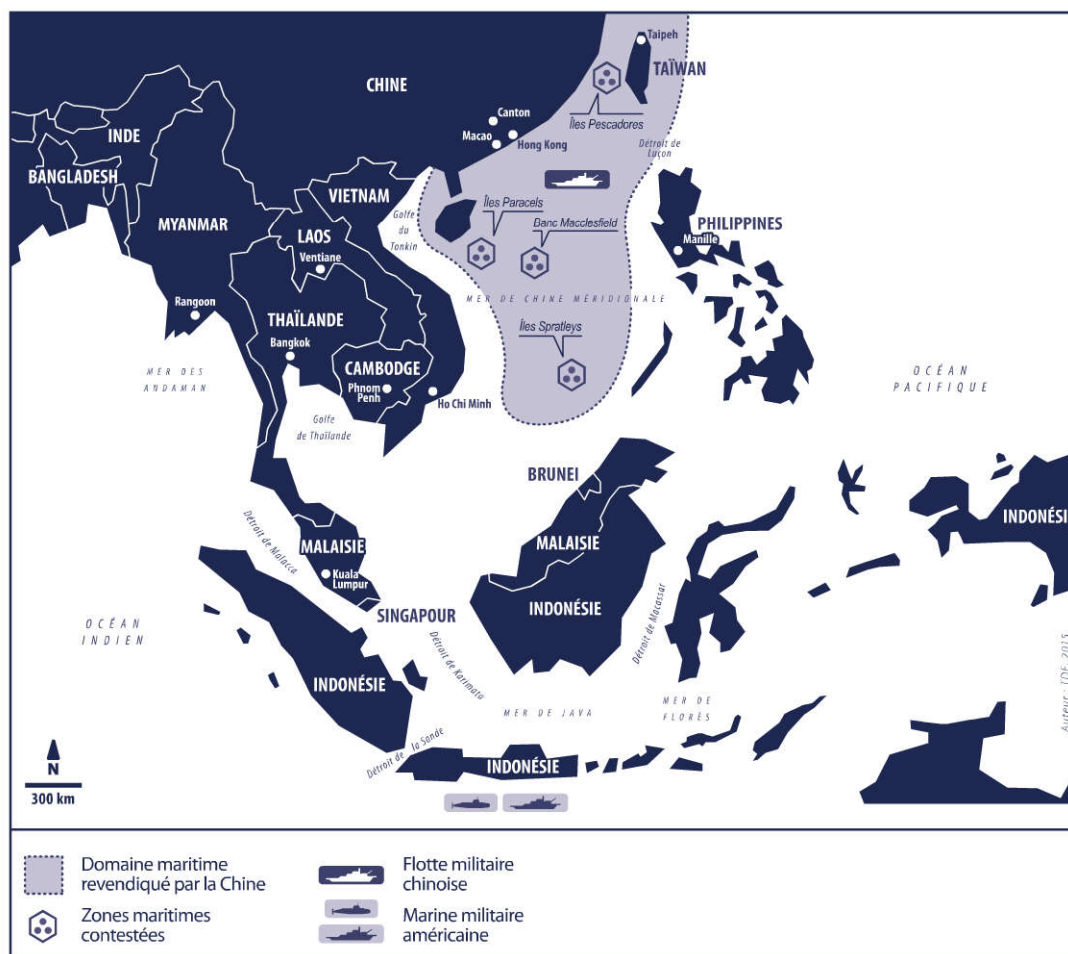 Taipeh
TAÏWAN
CHINE
Îles Pescadores
Canton
Macao
Hong Kong
INDE
Détroit de
Luçon
BANGLADESH
VIETNAM
Îles Paracels
Golfe
du
Tonkin
MYANMAR
Banc Macclesfield
PHILIPPINES
Manille
LAOS
Ventiane
MER DE CHINE MÉRIDIONALE
Rangoon
THAÏLANDE
Bangkok
Îles Spratleys
MER DES
ANDAMAN
CAMBODGE
Phnom
Penh
Ho Chi Minh
OCÉAN
PACIFIQUE
Golfe
de Thaïlande
BRUNEI
INDONÉSI
Détroit de Malacca
MALAISIE
Kuala
Lumpur
MALAISIE
SINGAPOUR
INDONÉSIE
Détroit de Macassar
OCÉAN
INDIEN
Détroit de Karimata
INDONÉSIE
MER DE JAVA
MER DE
FLORÈS
Auteur : TDF, 2015
Détroit de la Sonde
INDONÉSIE
N
300 km
Domaine maritime
revendiqué par la Chine
Zones maritimes
contestées
Flotte militaire
chinoise
Marine militaire
américaine